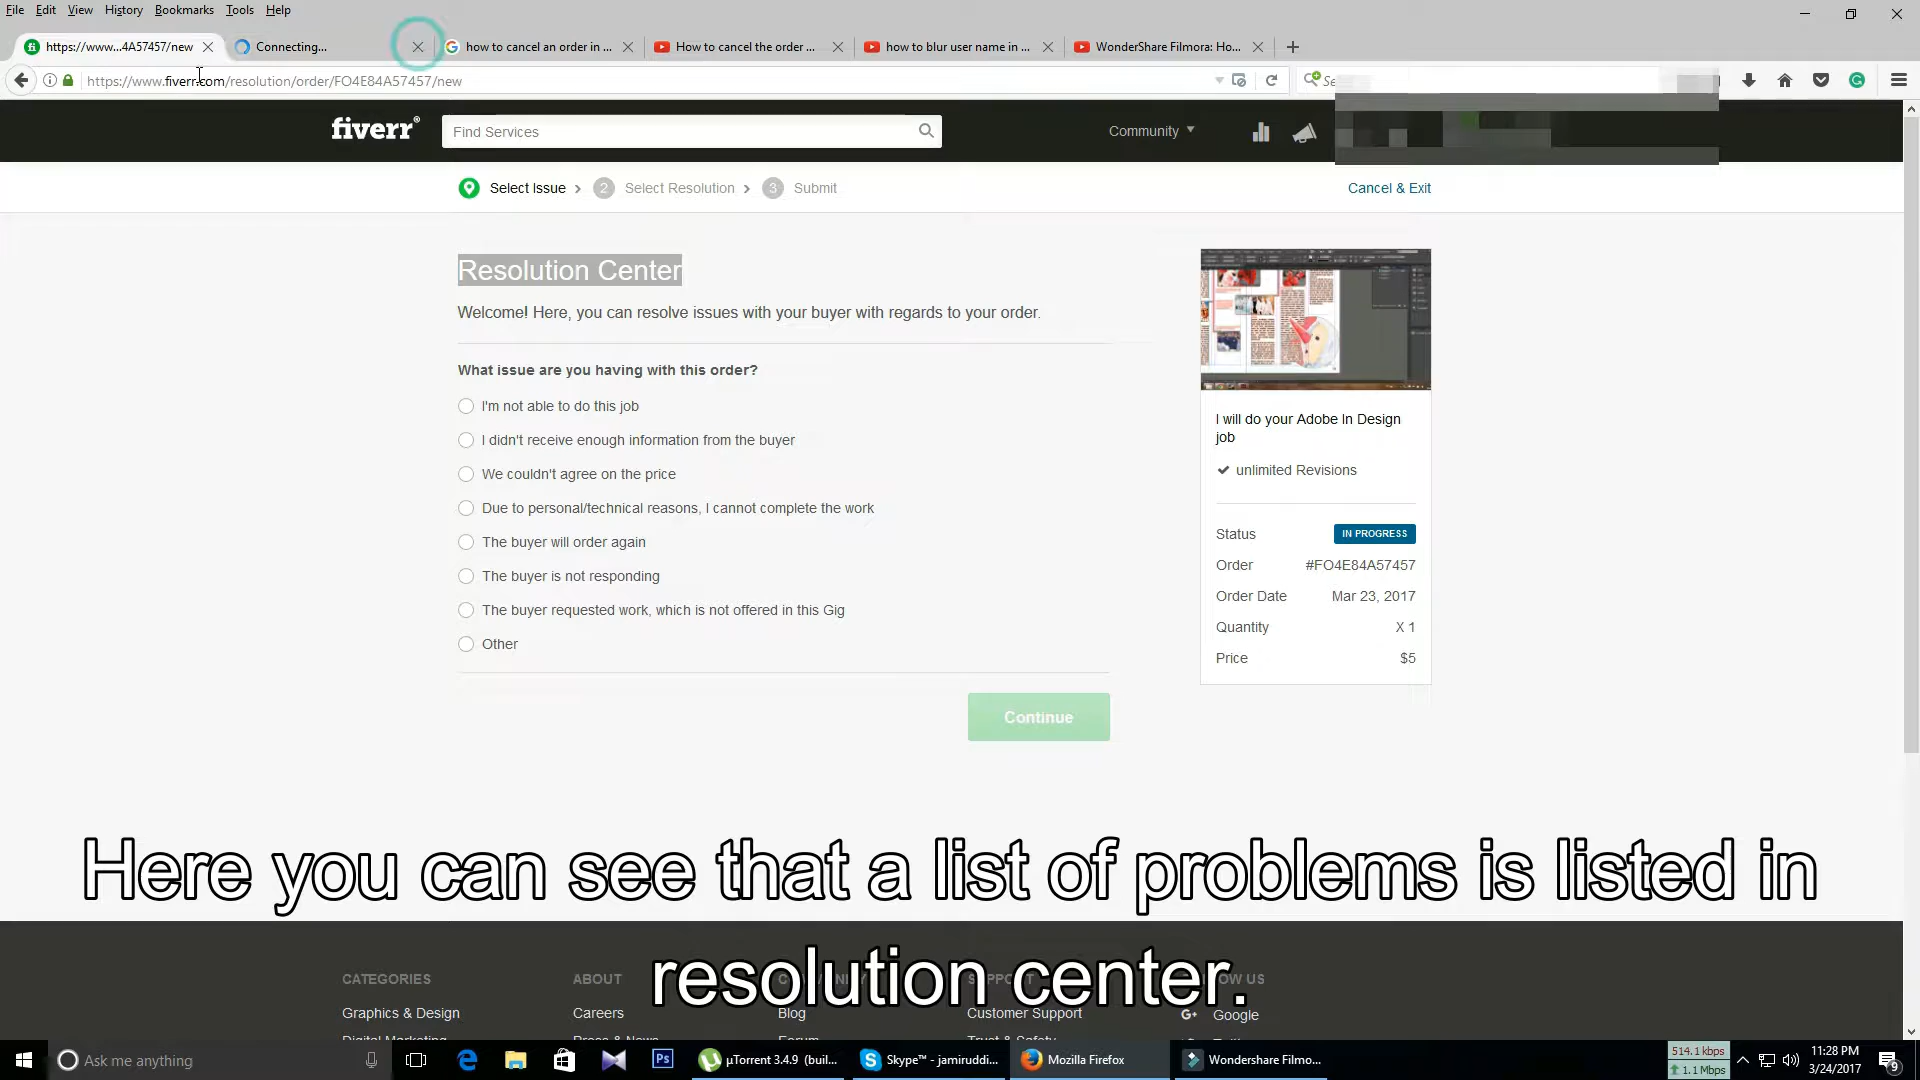 File Edit View History Bookmarks Tools Help
https://www...4A57457/new
Connecting...
how to cancel an order in ...
How to cancel the order ...
how to blur user name in ...
WonderShare Filmora: Ho...
https://www.fiverr.com/resolution/order/FO4E84A57457/new
fiverr
Find Services
Community
Select Issue
2 Select Resolution
3 Submit
Cancel & Exit
Resolution Center
Welcome! Here, you can resolve issues with your buyer with regards to your order.
What issue are you having with this order?
I'm not able to do this job
I didn't receive enough information from the buyer
We couldn't agree on the price
Due to personal/technical reasons, I cannot complete the work
The buyer will order again
The buyer is not responding
The buyer requested work, which is not offered in this Gig
Other
Continue
I will do your Adobe In Design
job
unlimited Revisions
Status IN PROGRESS
Order #FO4E84A57457
Order Date Mar 23, 2017
Quantity X 1
Price $5
Here you can see that a list of problems is listed in
resolution center.
CATEGORIES
Graphics & Design
ABOUT
Careers
Blog
Customer Support
G+ Google
Ask me anything
Ps
µTorrent 3.4.9 (buil...
Skype™ - jamiruddi...
Mozilla Firefox
Wondershare Filmo...
514.1 kbps
1.1 Mbps
11:28 PM
3/24/2017
9